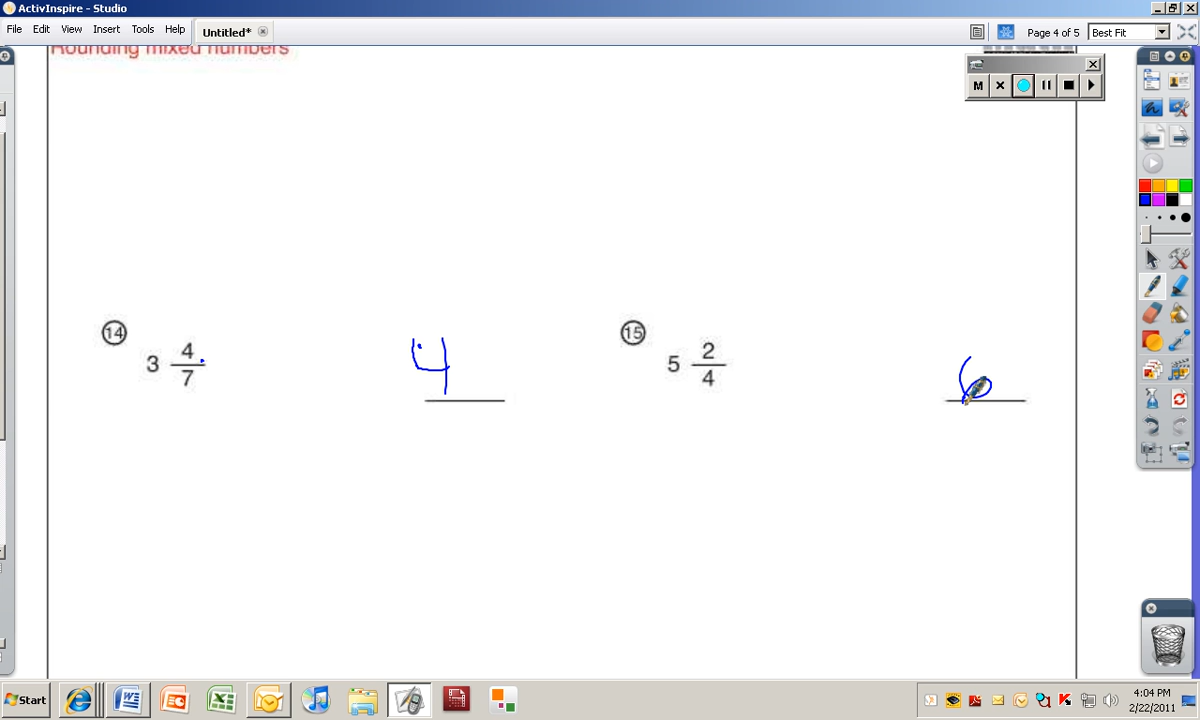 ActivInspire - Studio
File Edit View Insert Tools Help Untitled* Page 4 of 5 Best Fit
Rounding mixed numbers
M
14 3 4/7 4
15 5 2/4 6
Start
4:04 PM
2/22/2011